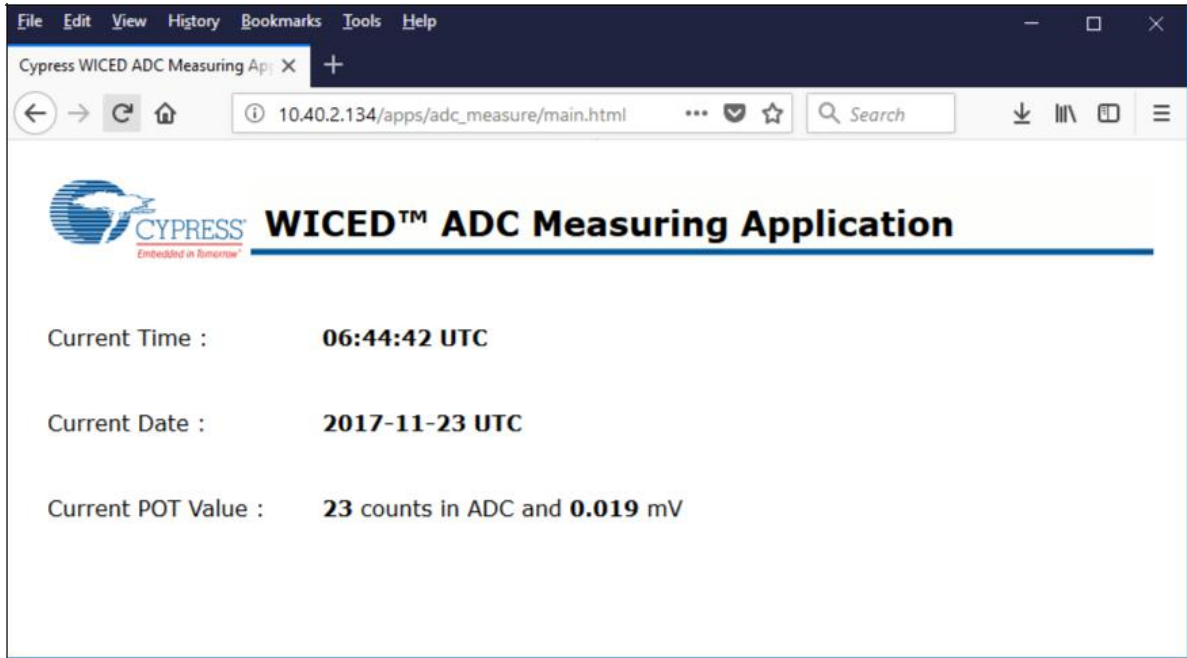 File Edit View History Bookmarks Tools Help
Cypress WICED ADC Measuring Ap
10.40.2.134/apps/adc_measure/main.html
Search
CYPRESS
Embedded in Tomorrow™
WICED™ ADC Measuring Application
Current Time : 06:44:42 UTC
Current Date : 2017-11-23 UTC
Current POT Value : 23 counts in ADC and 0.019 mV